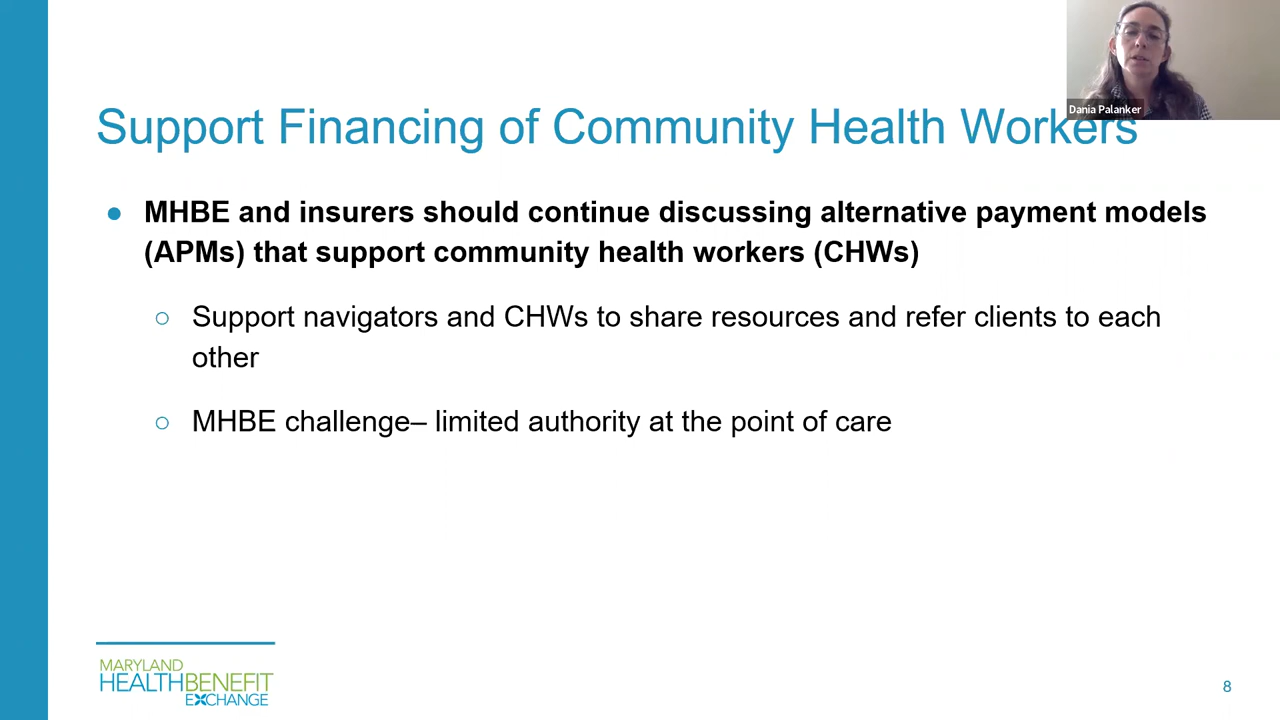 Dania Palanker
Support Financing of Community Health Workers
● MHBE and insurers should continue discussing alternative payment models
(APMs) that support community health workers (CHWs)
○ Support navigators and CHWs to share resources and refer clients to each
other
○ MHBE challenge– limited authority at the point of care
MARYLAND
HEALTHBENEFIT
EXCHANGE
8